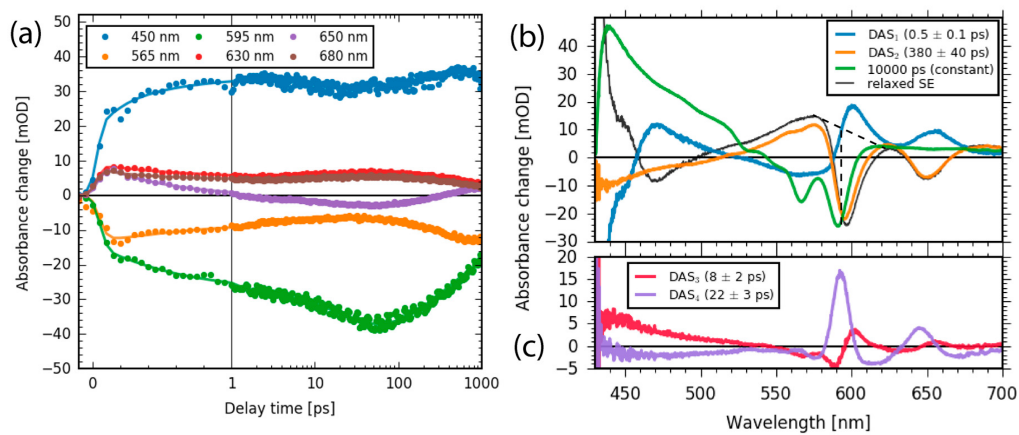 (a)
450 nm 595 nm 650 nm
565 nm 630 nm 680 nm
50
40
30
20
10
0
−10
−20
−30
−40
−50
Absorbance change [mOD]
0 1 10 100 1000
Delay time [ps]
(b)
DAS₁ (0.5 ± 0.1 ps)
DAS₂ (380 ± 40 ps)
10000 ps (constant)
relaxed SE
40
30
20
10
0
−10
−20
−30
Absorbance change [mOD]
(c)
DAS₃ (8 ± 2 ps)
DAS₄ (22 ± 3 ps)
20
15
10
5
0
−5
450 500 550 600 650 700
Wavelength [nm]